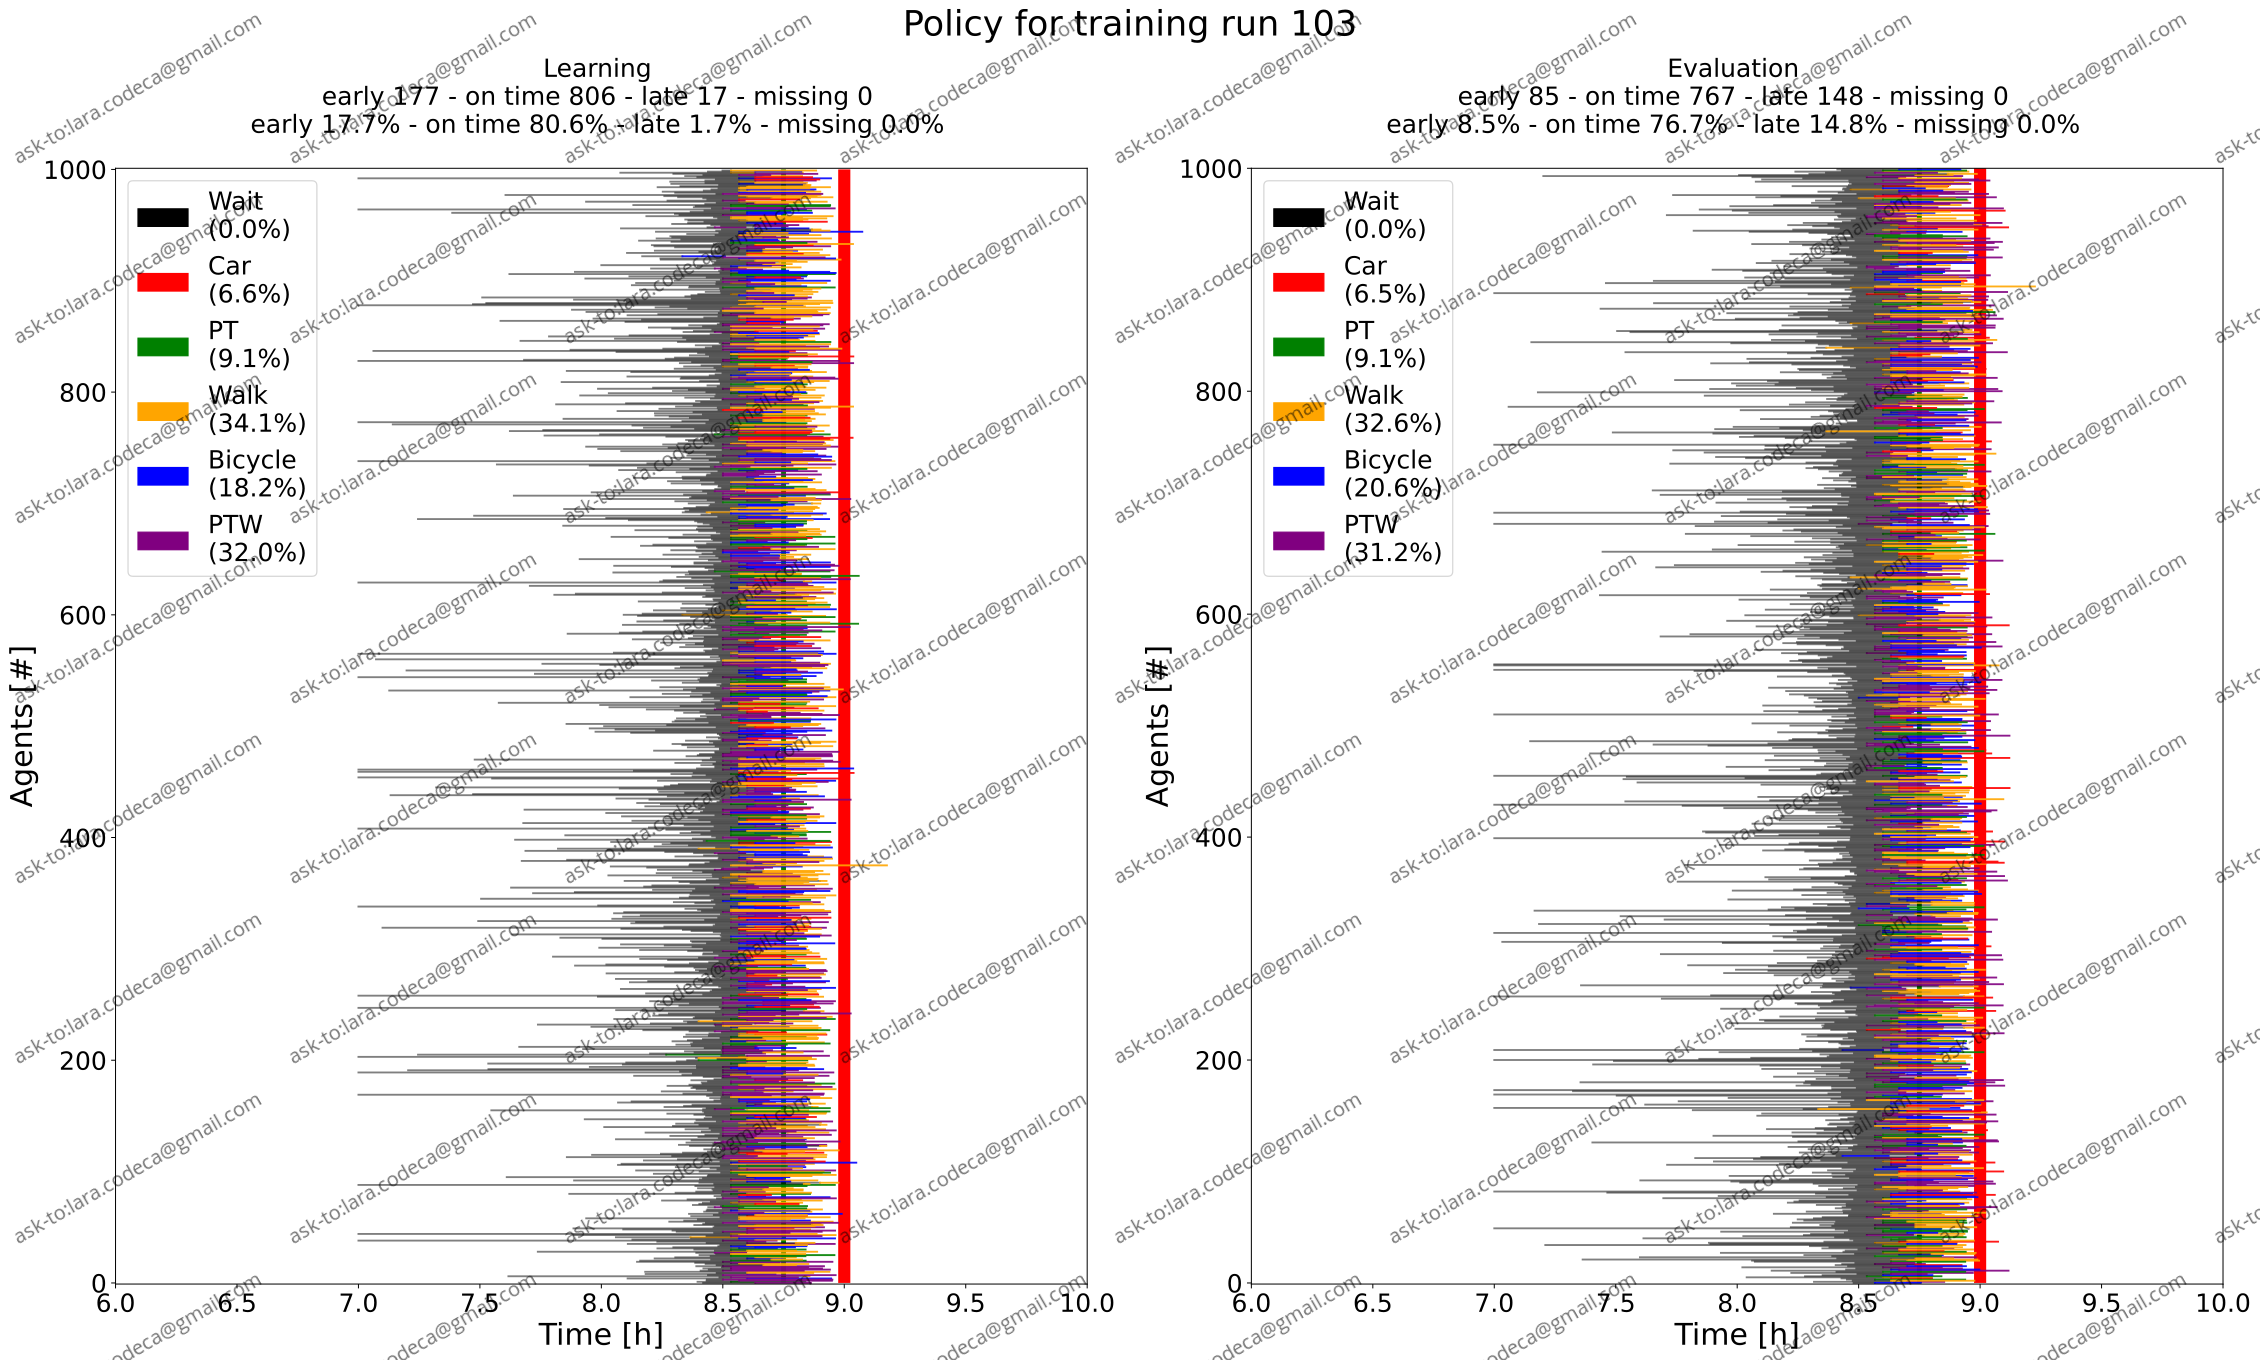 Policy for training run 103
Learning
early 177 - on time 806 - late 17 - missing 0
early 17.7% - on time 80.6% - late 1.7% - missing 0.0%
Wait
(0.0%)
Car
(6.6%)
PT
(9.1%)
Walk
(34.1%)
Bicycle
(18.2%)
PTW
(32.0%)
Agents [#]
1000
800
600
400
200
0
6.0 6.5 7.0 7.5 8.0 8.5 9.0 9.5 10.0
Time [h]
Evaluation
early 85 - on time 767 - late 148 - missing 0
early 8.5% - on time 76.7% - late 14.8% - missing 0.0%
Wait
(0.0%)
Car
(6.5%)
PT
(9.1%)
Walk
(32.6%)
Bicycle
(20.6%)
PTW
(31.2%)
Agents [#]
1000
800
600
400
200
0
6.0 6.5 7.0 7.5 8.0 8.5 9.0 9.5 10.0
Time [h]
ask-to:lara.codeca@gmail.com